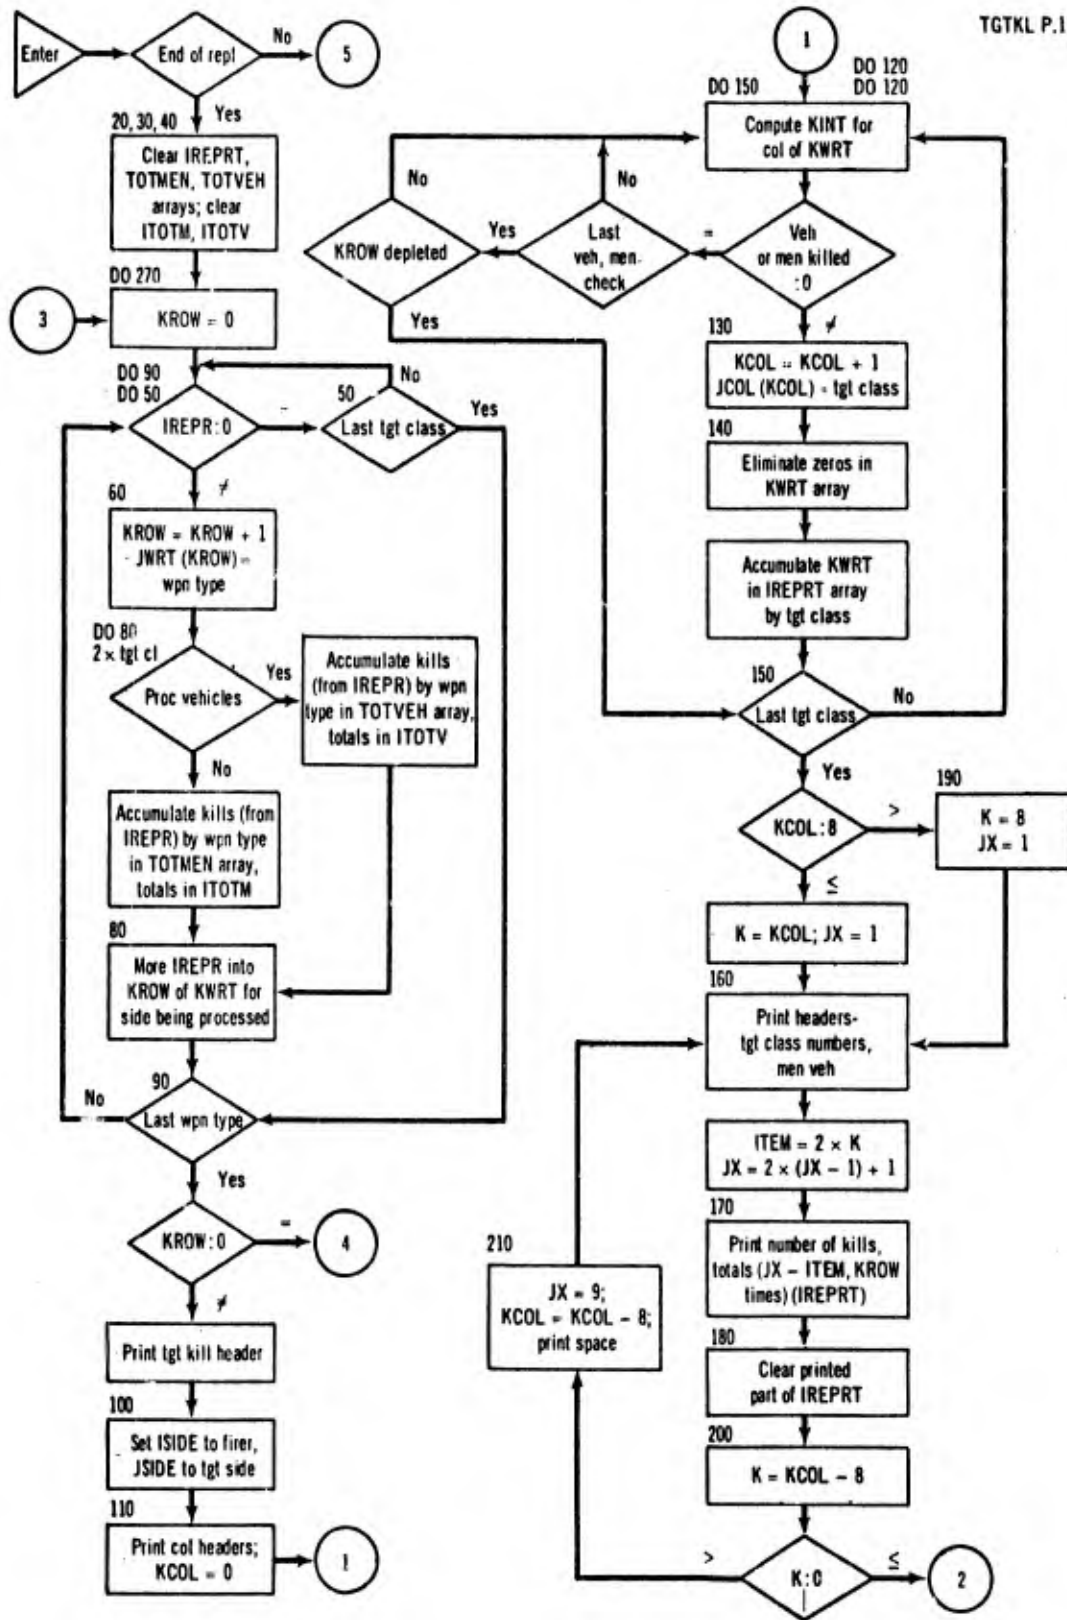 TGTKL P.1
Enter
End of repl
No
5
Yes
20, 30, 40
Clear IREPRT,
TOTMEN, TOTVEH
arrays; clear
ITOTM, ITOTV
DO 270
3
KROW = 0
DO 90
DO 50
No
IREPR:0
-
50
Last tgt class
Yes
≠
60
KROW = KROW + 1
- JWRT (KROW) -
wpn type
DO 80
2 × tgt cl
Proc vehicles
Yes
Accumulate kills
(from IREPR) by wpn
type in TOTVEH array,
totals in ITOTV
No
Accumulate kills (from
IREPR) by wpn type
in TOTMEN array,
totals in ITOTM
80
More IREPR into
KROW of KWRT for
side being processed
90
No
Last wpn type
Yes
KROW:0
=
4
≠
Print tgt kill header
100
Set ISIDE to firer,
JSIDE to tgt side
110
Print col headers;
KCOL = 0
1
1
DO 120
DO 150
DO 120
Compute KINT for
col of KWRT
No
No
KROW depleted
Yes
Last
veh, men-
check
=
Veh
or men killed
:0
Yes
≠
130
KCOL = KCOL + 1
JCOL (KCOL) - tgt class
140
Eliminate zeros in
KWRT array
Accumulate KWRT
in IREPRT array
by tgt class
150
Last tgt class
No
Yes
KCOL:8
>
190
K = 8
JX = 1
≤
K = KCOL; JX = 1
160
Print headers-
tgt class numbers,
men veh
ITEM = 2 × K
JX = 2 × (JX - 1) + 1
170
Print number of kills,
totals (JX - ITEM, KROW
times) (IREPRT)
210
JX = 9;
KCOL = KCOL - 8;
print space
180
Clear printed
part of IREPRT
200
K = KCOL - 8
>
K:0
≤
2